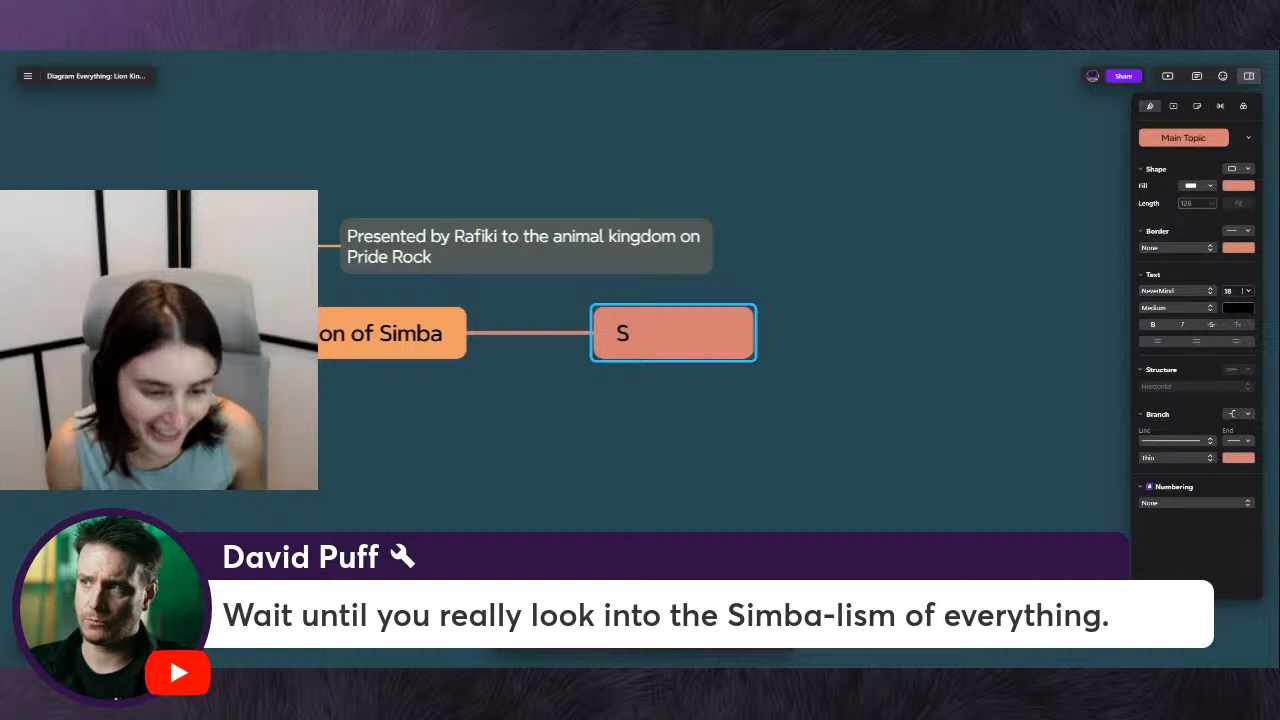 Diagram Everything: Lion Kin...
Share
Main Topic
Shape
Fill
Length
126
Border
None
Text
NeverMind
18
Medium
B I S T
Structure
Horizontal
Branch
Line
End
Thin
Numbering
None
Presented by Rafiki to the animal kingdom on
Pride Rock
on of Simba
S
David Puff
Wait until you really look into the Simba-lism of everything.